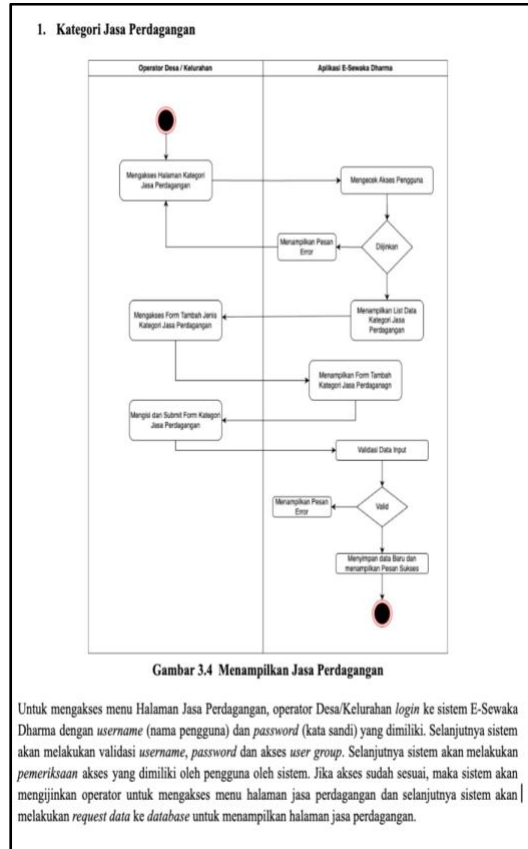 1. Kategori Jasa Perdagangan
Operator Desa / Kelurahan
Aplikasi E-Sewaka Dharma
Mengakses Halaman Kategori
Jasa Perdagangan
Mengecek Akses Pengguna
Diijinkan
Menampilkan Pesan
Error
Menampilkan List Data
Kategori Jasa
Perdagangan
Mengakses Form Tambah Jenis
Kategori Jasa Perdagangan
Menampilkan Form Tambah
Kategori Jasa Perdaganagn
Mengisi dan Submit Form Kategori
Jasa Perdagangan
Validasi Data Input
Valid
Menampilkan Pesan
Error
Menyimpan data Baru dan
menampilkan Pesan Sukses
Gambar 3.4 Menampilkan Jasa Perdagangan
Untuk mengakses menu Halaman Jasa Perdagangan, operator Desa/Kelurahan login ke sistem E-Sewaka
Dharma dengan username (nama pengguna) dan password (kata sandi) yang dimiliki. Selanjutnya sistem
akan melakukan validasi username, password dan akses user group. Selanjutnya sistem akan melakukan
pemeriksaan akses yang dimiliki oleh pengguna oleh sistem. Jika akses sudah sesuai, maka sistem akan
mengijinkan operator untuk mengakses menu halaman jasa perdagangan dan selanjutnya sistem akan
melakukan request data ke database untuk menampilkan halaman jasa perdagangan.